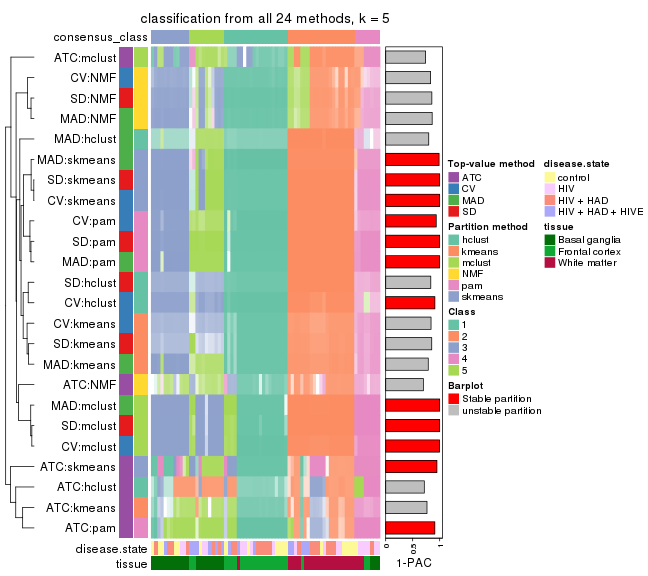 classification from all 24 methods, k = 5
consensus_class
ATC:mclust
CV:NMF
SD:NMF
MAD:NMF
MAD:hclust
MAD:skmeans
SD:skmeans
CV:skmeans
CV:pam
SD:pam
MAD:pam
SD:hclust
CV:hclust
CV:kmeans
SD:kmeans
MAD:kmeans
ATC:NMF
MAD:mclust
SD:mclust
CV:mclust
ATC:skmeans
ATC:hclust
ATC:kmeans
ATC:pam
disease.state
tissue
0 0.5 1
1-PAC
Top-value method
ATC
CV
MAD
SD
Partition method
hclust
kmeans
mclust
NMF
pam
skmeans
Class
1
2
3
4
5
Barplot
Stable partition
unstable partition
disease.state
control
HIV
HIV + HAD
HIV + HAD + HIVE
tissue
Basal ganglia
Frontal cortex
White matter